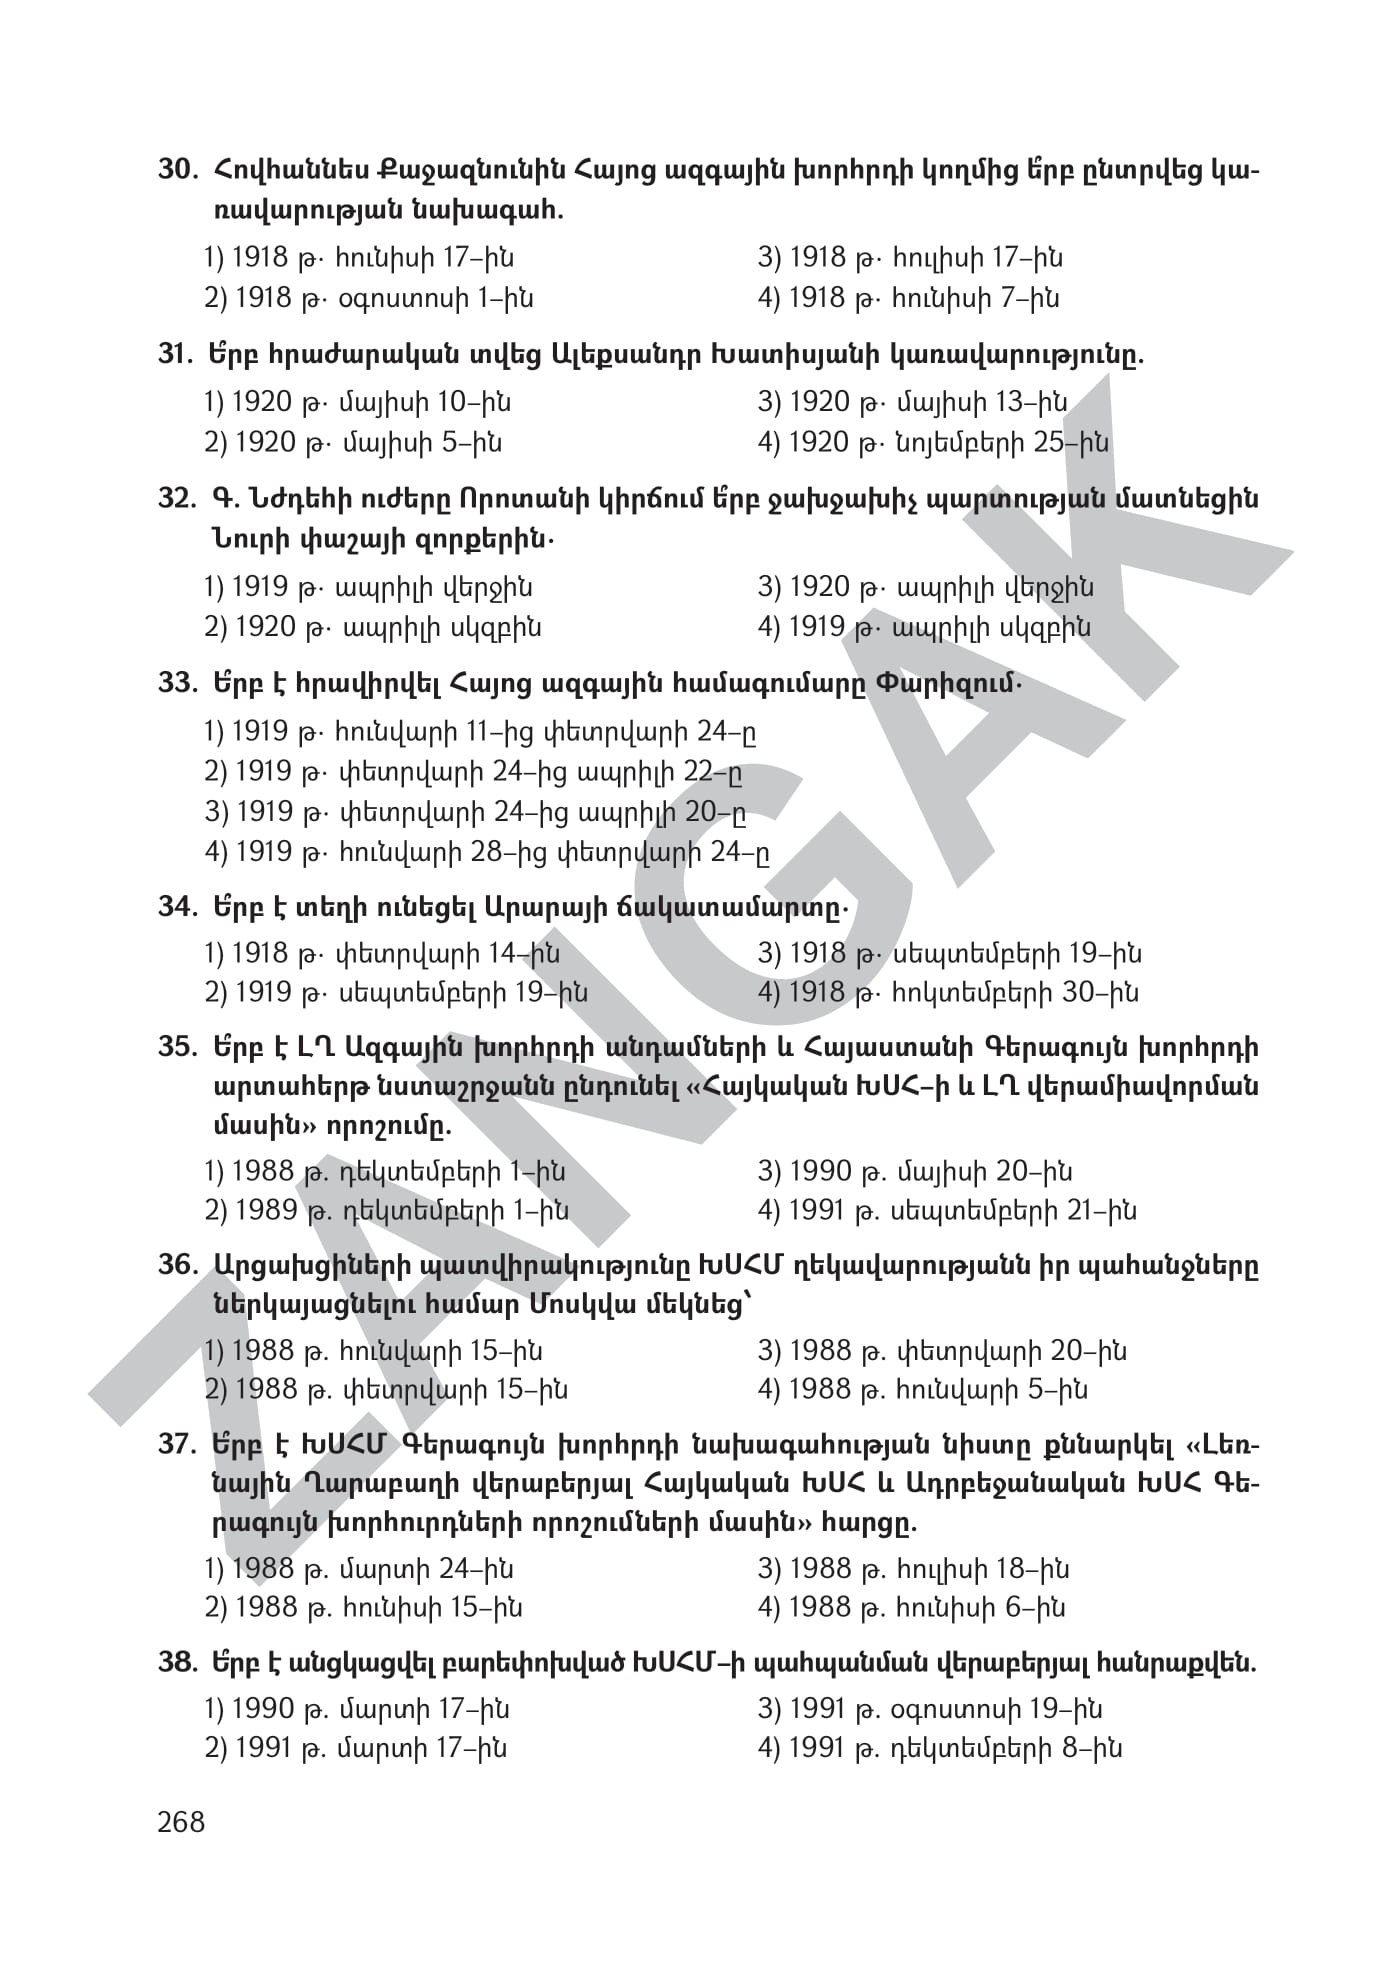 30. Հովհաննես Քաջազնունին Հայոց ազգային խորհրդի կողմից ե՞րբ ընտրվեց կա-
ռավարության նախագահ.
1) 1918 թ․ հունիսի 17–ին
3) 1918 թ․ հուլիսի 17–ին
2) 1918 թ․ օգոստոսի 1–ին
4) 1918 թ․ հունիսի 7–ին
31. Ե՞րբ հրաժարական տվեց Ալեքսանդր Խատիսյանի կառավարությունը.
1) 1920 թ․ մայիսի 10–ին
3) 1920 թ․ մայիսի 13–ին
2) 1920 թ․ մայիսի 5–ին
4) 1920 թ․ նոյեմբերի 25–ին
32. Գ. Նժդեհի ուժերը Որոտանի կիրճում ե՞րբ ջախջախիչ պարտության մատնեցին
Նուրի փաշայի զորքերին․
1) 1919 թ․ ապրիլի վերջին
3) 1920 թ․ ապրիլի վերջին
2) 1920 թ․ ապրիլի սկզբին
4) 1919 թ․ ապրիլի սկզբին
33. Ե՞րբ է հրավիրվել Հայոց ազգային համագումարը Փարիզում․
1) 1919 թ․ հունվարի 11–ից փետրվարի 24–ը
2) 1919 թ․ փետրվարի 24–ից ապրիլի 22–ը
3) 1919 թ․ փետրվարի 24–ից ապրիլի 20–ը
4) 1919 թ․ հունվարի 28–ից փետրվարի 24–ը
34. Ե՞րբ է տեղի ունեցել Արարայի ճակատամարտը․
1) 1918 թ․ փետրվարի 14–ին
3) 1918 թ․ սեպտեմբերի 19–ին
2) 1919 թ․ սեպտեմբերի 19–ին
4) 1918 թ․ հոկտեմբերի 30–ին
35. Ե՞րբ է ԼՂ Ազգային խորհրդի անդամների և Հայաստանի Գերագույն խորհրդի
արտահերթ նստաշրջանն ընդունել «Հայկական ԽՍՀ–ի և ԼՂ վերամիավորման
մասին» որոշումը.
1) 1988 թ. դեկտեմբերի 1–ին
3) 1990 թ. մայիսի 20–ին
2) 1989 թ. դեկտեմբերի 1–ին
4) 1991 թ. սեպտեմբերի 21–ին
36. Արցախցիների պատվիրակությունը ԽՍՀՄ ղեկավարությանն իր պահանջները
ներկայացնելու համար Մոսկվա մեկնեց՝
1) 1988 թ. հունվարի 15–ին
3) 1988 թ. փետրվարի 20–ին
2) 1988 թ. փետրվարի 15–ին
4) 1988 թ. հունվարի 5–ին
37. Ե՞րբ է ԽՍՀՄ Գերագույն խորհրդի նախագահության նիստը քննարկել «Լեռ-
նային Ղարաբաղի վերաբերյալ Հայկական ԽՍՀ և Ադրբեջանական ԽՍՀ Գե-
րագույն խորհուրդների որոշումների մասին» հարցը.
1) 1988 թ. մարտի 24–ին
3) 1988 թ. հուլիսի 18–ին
2) 1988 թ. հունիսի 15–ին
4) 1988 թ. հունիսի 6–ին
38. Ե՞րբ է անցկացվել բարեփոխված ԽՍՀՄ–ի պահպանման վերաբերյալ հանրաքվեն.
1) 1990 թ. մարտի 17–ին
3) 1991 թ. օգոստոսի 19–ին
2) 1991 թ. մարտի 17–ին
4) 1991 թ. դեկտեմբերի 8–ին
268
ZANGAK